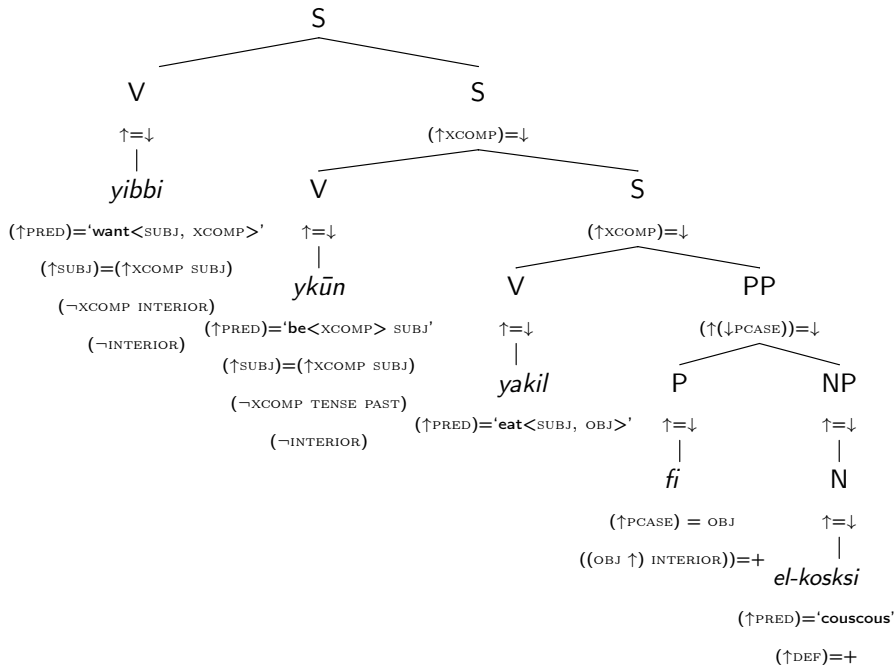 S
V S
↑=↓ (↑XCOMP)=↓
yibbi V S
(↑PRED)=‘want<SUBJ, XCOMP>’ ↑=↓ (↑XCOMP)=↓
(↑SUBJ)=(↑XCOMP SUBJ) ykūn V PP
(¬XCOMP INTERIOR) (↑PRED)=‘be<XCOMP> SUBJ’ ↑=↓ (↑(↓PCASE))=↓
(¬INTERIOR) (↑SUBJ)=(↑XCOMP SUBJ) yakil P NP
(¬XCOMP TENSE PAST) (↑PRED)=‘eat<SUBJ, OBJ>’ ↑=↓ ↑=↓
(¬INTERIOR) fi N
(↑PCASE) = OBJ ↑=↓
((OBJ ↑) INTERIOR))=+ el-kosksi
(↑PRED)=‘couscous’
(↑DEF)=+